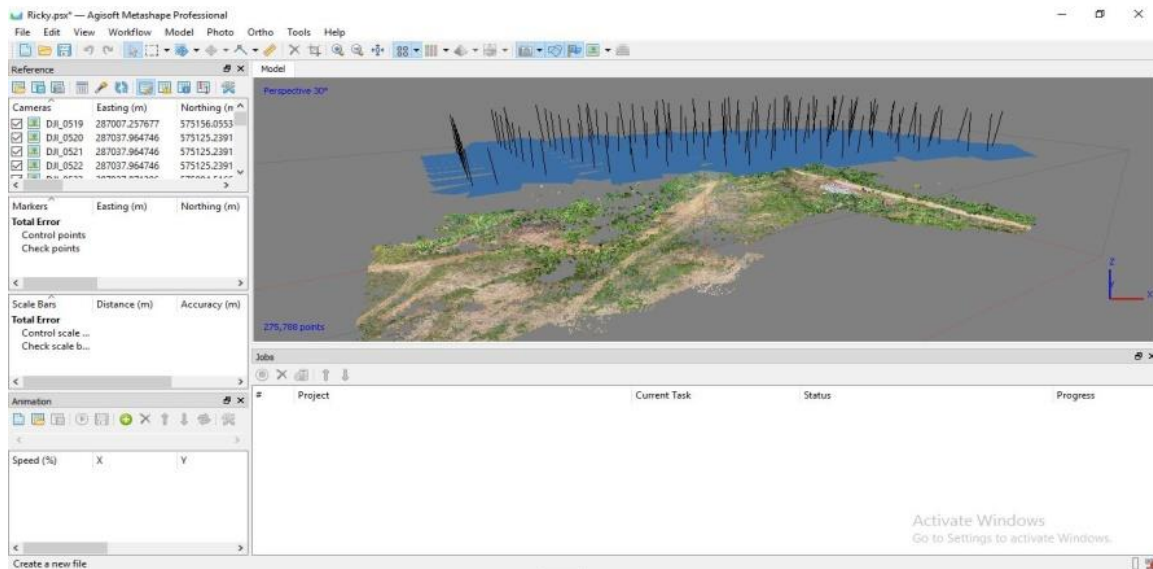 Ricky.psx* — Agisoft Metashape Professional
File Edit View Workflow Model Photo Ortho Tools Help
Reference
Model
Perspective 30°
Cameras Easting (m) Northing (n
DJI_0519 287007.257677 575156.0553
DJI_0520 287037.964746 575125.2391
DJI_0521 287037.964746 575125.2391
DJI_0522 287037.964746 575125.2391
Markers Easting (m) Northing (m)
Total Error
Control points
Check points
Scale Bars Distance (m) Accuracy (m)
Total Error
Control scale ...
Check scale b...
Z
X
275,788 points
Jobs
# Project Current Task Status Progress
Animation
Speed (%) X Y
Activate Windows
Go to Settings to activate Windows.
Create a new file